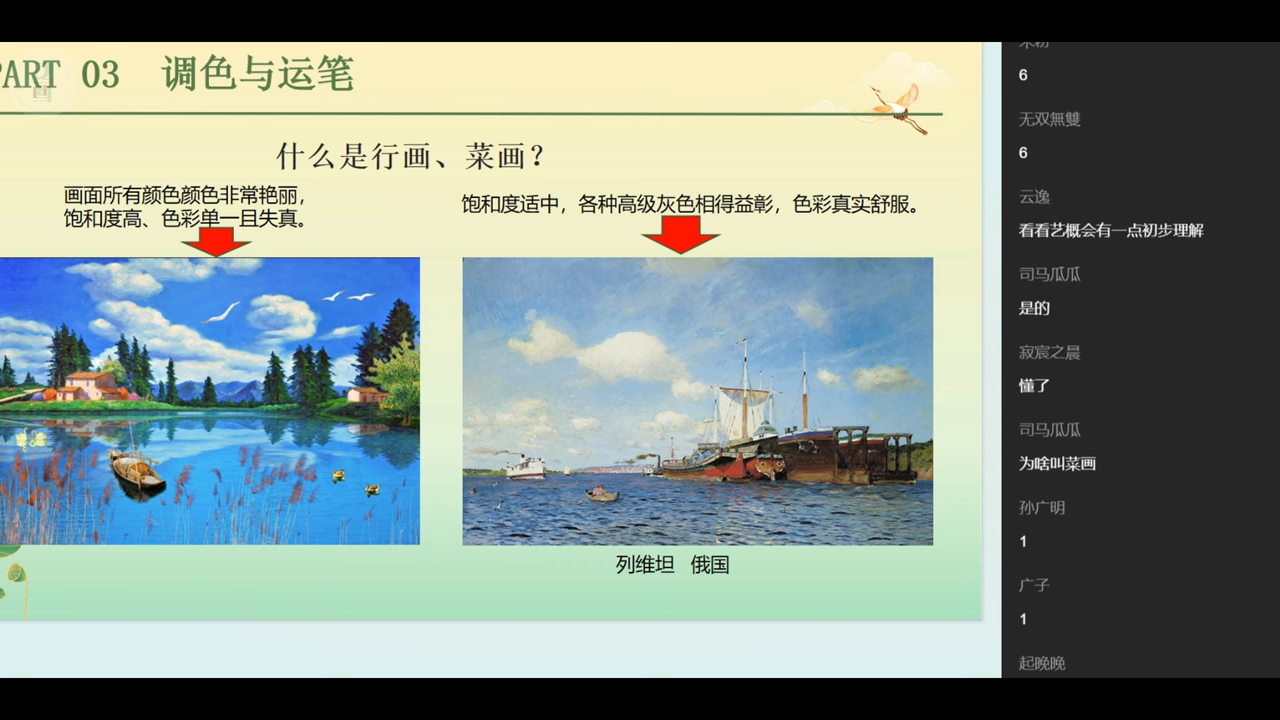 PART 03 调色与运笔
什么是行画、菜画？
画面所有颜色颜色非常艳丽，
饱和度高、色彩单一且失真。
饱和度适中，各种高级灰色相得益彰，色彩真实舒服。
列维坦 俄国
6
无双無雙
6
云逸
看看艺概会有一点初步理解
司马瓜瓜
是的
寂宸之晨
懂了
司马瓜瓜
为啥叫菜画
孙广明
1
广子
1
起晚晚